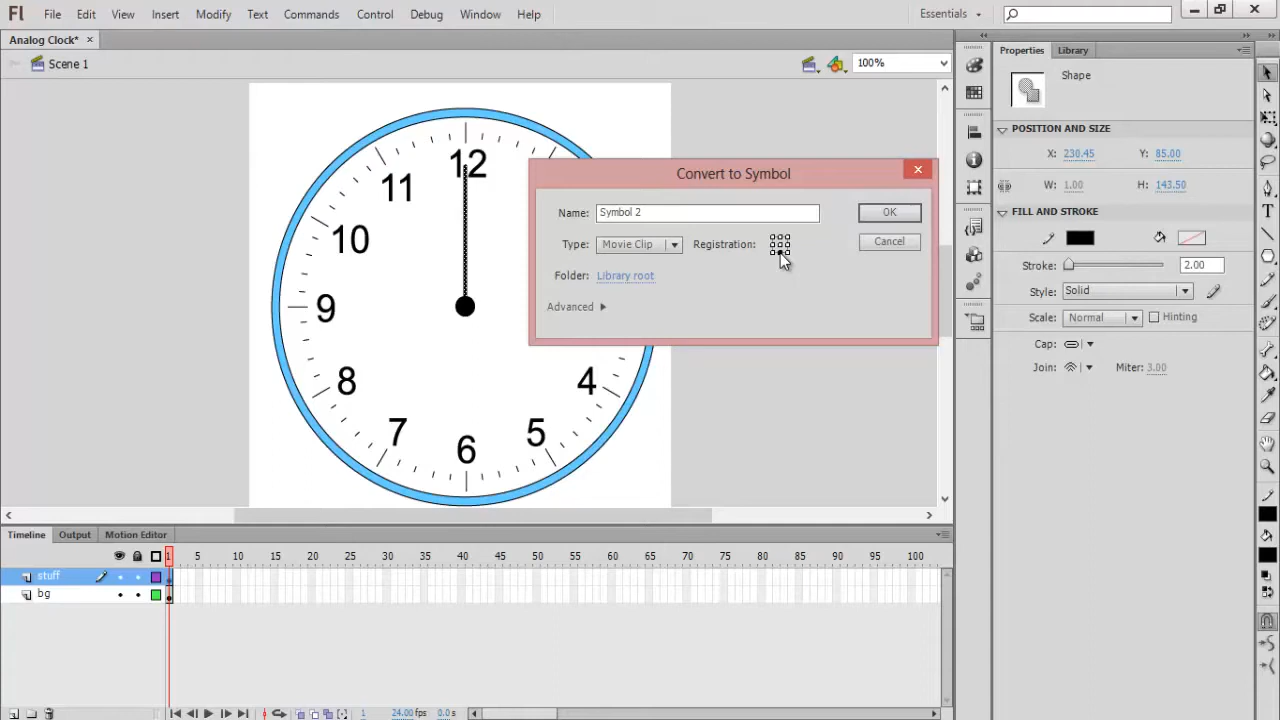 Fl File Edit View Insert Modify Text Commands Control Debug Window Help Essentials
Analog Clock* ×
Scene 1 100%
Properties Library
Shape
POSITION AND SIZE
X: 230.45 Y: 85.00
W: 1.00 H: 143.50
FILL AND STROKE
Stroke: 2.00
Style: Solid
Scale: Normal Hinting
Cap:
Join: Miter: 3.00
Convert to Symbol
Name: Symbol 2 OK
Type: Movie Clip Registration: Cancel
Folder: Library root
Advanced
12
11
10
9
8
7
6
5
4
Timeline Output Motion Editor
1 5 10 15 20 25 30 35 40 45 50 55 60 65 70 75 80 85 90 95 100
stuff
bg
1 24.00 fps 0.0 s